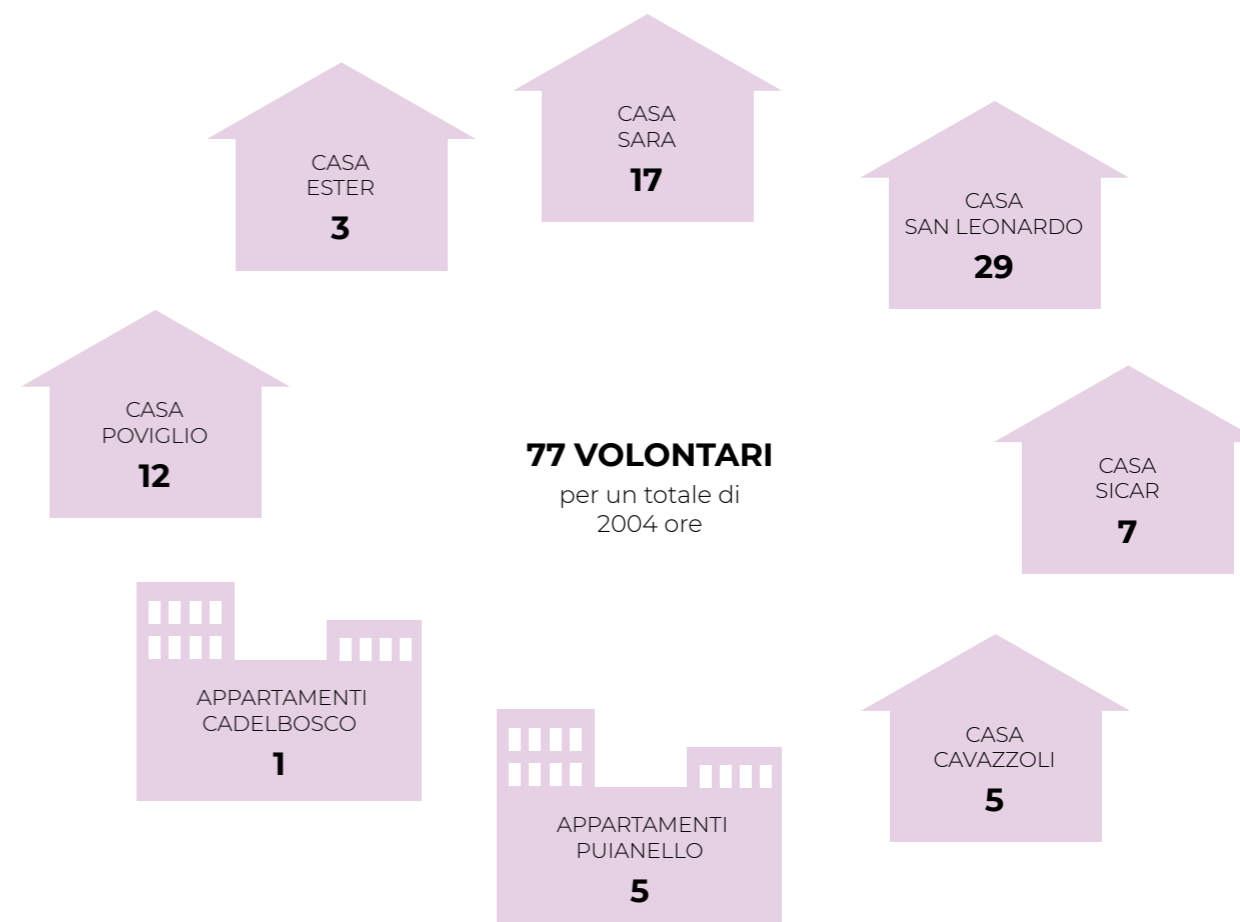 CASA
SARA
17
CASA
ESTER
3
CASA
SAN LEONARDO
29
CASA
POVIGLIO
12
77 VOLONTARI
per un totale di
2004 ore
CASA
SICAR
7
APPARTAMENTI
CADELBOSCO
1
CASA
CAVAZZOLI
5
APPARTAMENTI
PUIANELLO
5